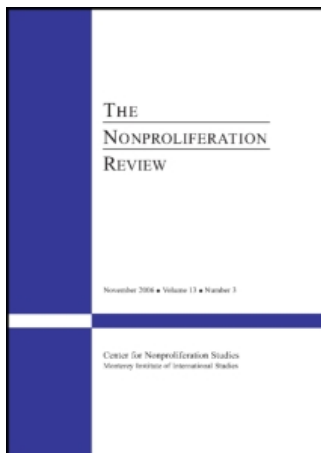 THE
NONPROLIFERATION
REVIEW
November 2006 ▪ Volume 13 ▪ Number 3
Center for Nonproliferation Studies
Monterey Institute of International Studies